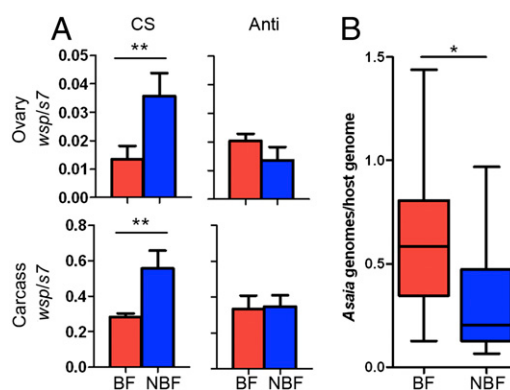 A
CS
Anti
B
Ovary
wsp/s7
0.05
0.04
0.03
0.02
0.01
0.00
**
Carcass
wsp/s7
0.8
0.6
0.4
0.2
0.0
**
BF NBF
BF NBF
Asaia genomes/host genome
1.5
1.0
0.5
0.0
*
BF NBF